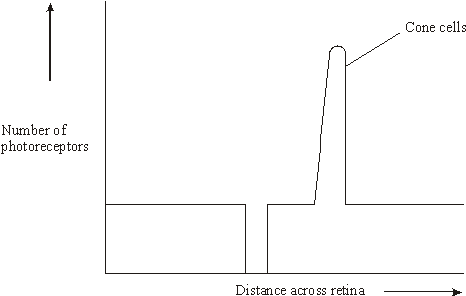 Cone cells
Number of
photoreceptors
Distance across retina